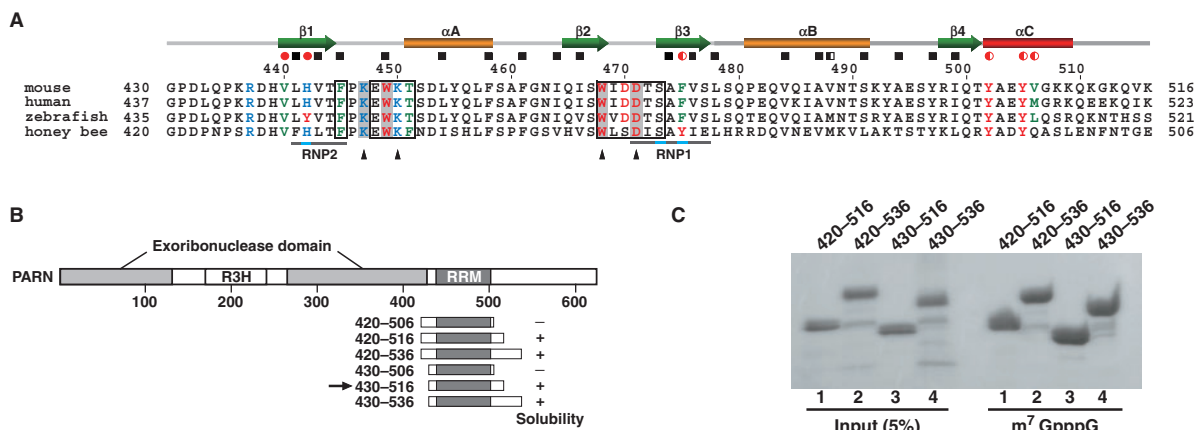 A
β1 αA β2 β3 αB β4 αC
440 450 460 470 480 490 500 510
mouse 430 GPDLQPKRDHVLHVTFPKEWKTSDLYQLFSAFGNIQISWIDDTSAFVSLSQPEQVQIAVNTSKYAESYRIQTYAEYVGKKQKGKQVK 516
human 437 GPDLQPKRDHVLHVTFPKEWKTSDLYQLFSAFGNIQISWIDDTSAFVSLSQPEQVKIAVNTSKYAESYRIQTYAEYMGRKQEEKQIK 523
zebrafish 435 GPDLQPKRDHVLYVTFPKEWKTSDLYQLFSAFGNIQVSWIDDTSAFVSLSQTEQVQIAMNTSRYAESYRIQTYAEYLQSRQKNTHSS 521
honey bee 420 GDDPNPSRDHVFHLTFPKEWKFNDISHLFSPFGSVHVSWLSDISAYIELHRRDQVNEVMKVLAKTSTYKLQRYADYQASLENFNTGE 506
RNP2 RNP1
B
Exoribonuclease domain
PARN R3H RRM
100 200 300 400 500 600
420–506 –
420–516 +
420–536 +
430–506 –
430–516 +
430–536 +
Solubility
C
420–516 420–536 430–516 430–536 420–516 420–536 430–516 430–536
1 2 3 4 1 2 3 4
Input (5%) m7 GpppG